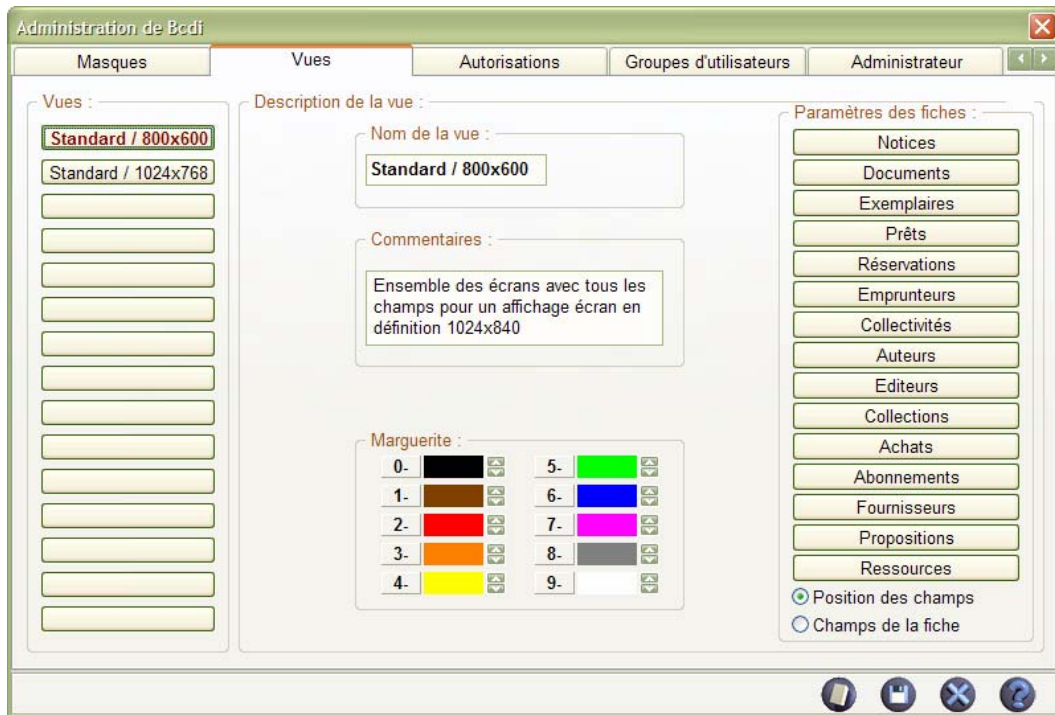 Administration de Bcdi
Masques
Vues
Autorisations
Groupes d'utilisateurs
Administrateur
Vues :
Standard / 800x600
Standard / 1024x768
Description de la vue :
Nom de la vue :
Standard / 800x600
Commentaires :
Ensemble des écrans avec tous les
champs pour un affichage écran en
définition 1024x840
Marguerite :
0-
1-
2-
3-
4-
5-
6-
7-
8-
9-
Paramètres des fiches :
Notices
Documents
Exemplaires
Prêts
Réservations
Emprunteurs
Collectivités
Auteurs
Editeurs
Collections
Achats
Abonnements
Fournisseurs
Propositions
Ressources
Position des champs
Champs de la fiche
?